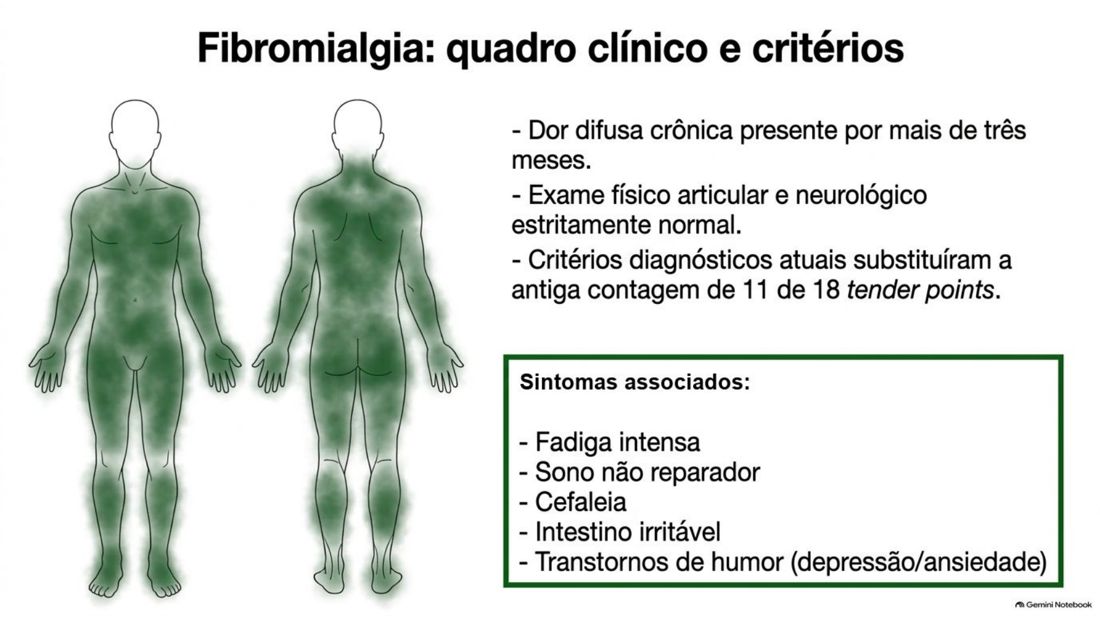 Fibromialgia: quadro clínico e critérios
- Dor difusa crônica presente por mais de três
meses.
- Exame físico articular e neurológico
estritamente normal.
- Critérios diagnósticos atuais substituíram a
antiga contagem de 11 de 18 tender points.
Sintomas associados:
- Fadiga intensa
- Sono não reparador
- Cefaleia
- Intestino irritável
- Transtornos de humor (depressão/ansiedade)
Gemini Notebook